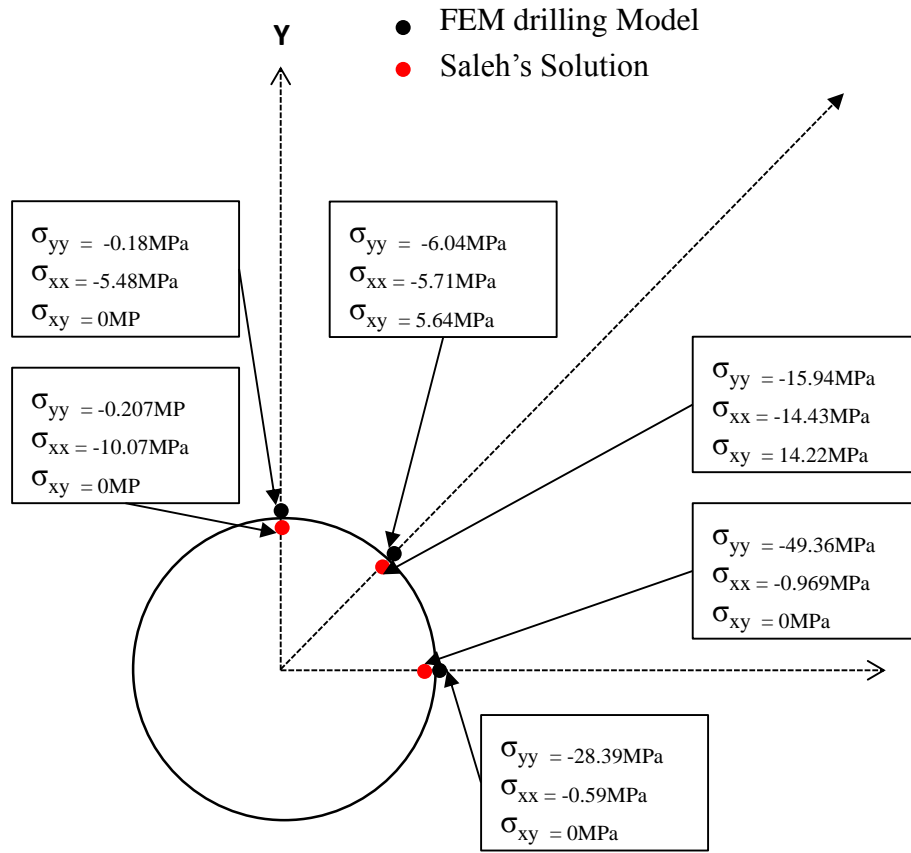 ● FEM drilling Model
Y
● Saleh's Solution
σyy = -0.18MPa
σxx = -5.48MPa
σxy = 0MP
σyy = -6.04MPa
σxx = -5.71MPa
σxy = 5.64MPa
σyy = -15.94MPa
σxx = -14.43MPa
σxy = 14.22MPa
σyy = -0.207MP
σxx = -10.07MPa
σxy = 0MP
σyy = -49.36MPa
σxx = -0.969MPa
σxy = 0MPa
σyy = -28.39MPa
σxx = -0.59MPa
σxy = 0MPa